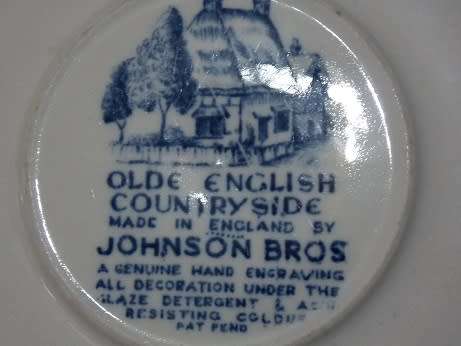 OLDE ENGLISH
COUNTRYSIDE
MADE IN ENGLAND BY
JOHNSON BROS
A GENUINE HAND ENGRAVING
ALL DECORATION UNDER THE
GLAZE DETERGENT &
RESISTING COLOUR
PAT PEND